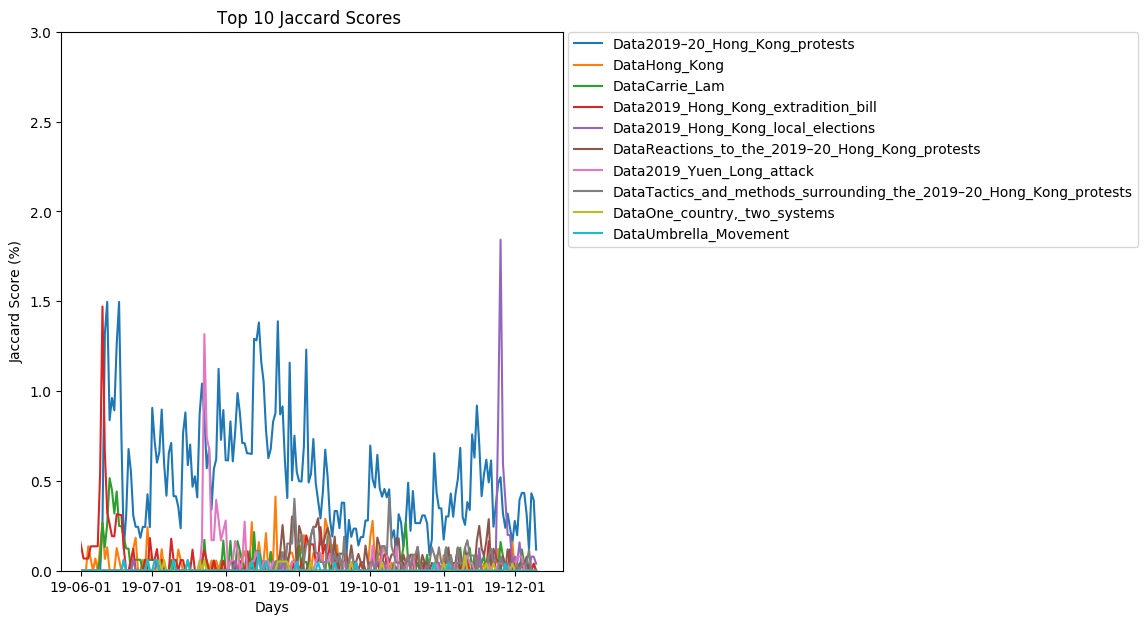 Top 10 Jaccard Scores
3.0
2.5
2.0
1.5
1.0
0.5
0.0
Jaccard Score (%)
19-06-01 19-07-01 19-08-01 19-09-01 19-10-01 19-11-01 19-12-01
Days
Data2019–20_Hong_Kong_protests
DataHong_Kong
DataCarrie_Lam
Data2019_Hong_Kong_extradition_bill
Data2019_Hong_Kong_local_elections
DataReactions_to_the_2019–20_Hong_Kong_protests
Data2019_Yuen_Long_attack
DataTactics_and_methods_surrounding_the_2019–20_Hong_Kong_protests
DataOne_country,_two_systems
DataUmbrella_Movement